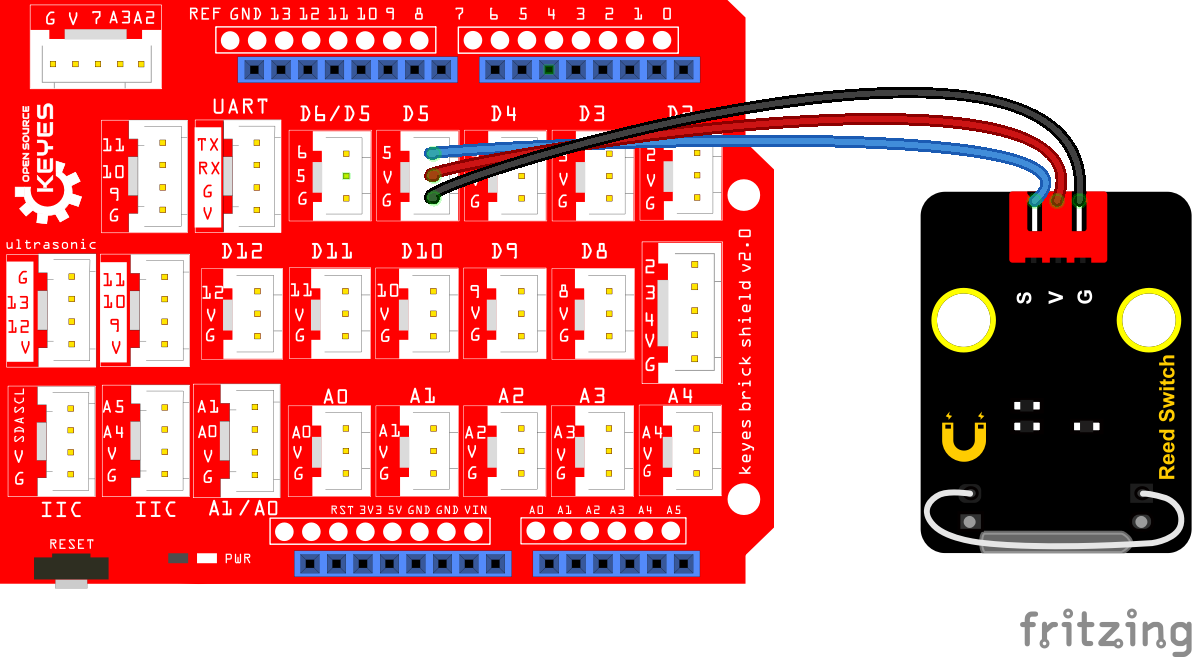 G V 7 A3 A2
REF GND 13 12 11 10 9 8 7 6 5 4 3 2 1 0
OPEN SOURCE
KEYES
UART
D6/D5
D5
D4
D3
11
10
9
G
TX
RX
G
V
6
5
G
5
V
G
V
G
3
V
G
2
V
G
ultrasonic
G
13
12
V
11
10
9
V
D12
12
V
G
D11
11
V
G
D10
10
V
G
D9
9
V
G
D8
8
V
G
2
3
4
V
G
keyes brick shield v2.0
SCL
SDA
V
G
IIC
A5
A4
V
G
IIC
A1
A0
V
G
A1/A0
A0
A0
V
G
A1
A1
V
G
A2
A2
V
G
A3
A3
V
G
A4
A4
V
G
RST 3V3 5V GND GND VIN
A0 A1 A2 A3 A4 A5
RESET
PWR
S V G
Reed Switch
fritzing